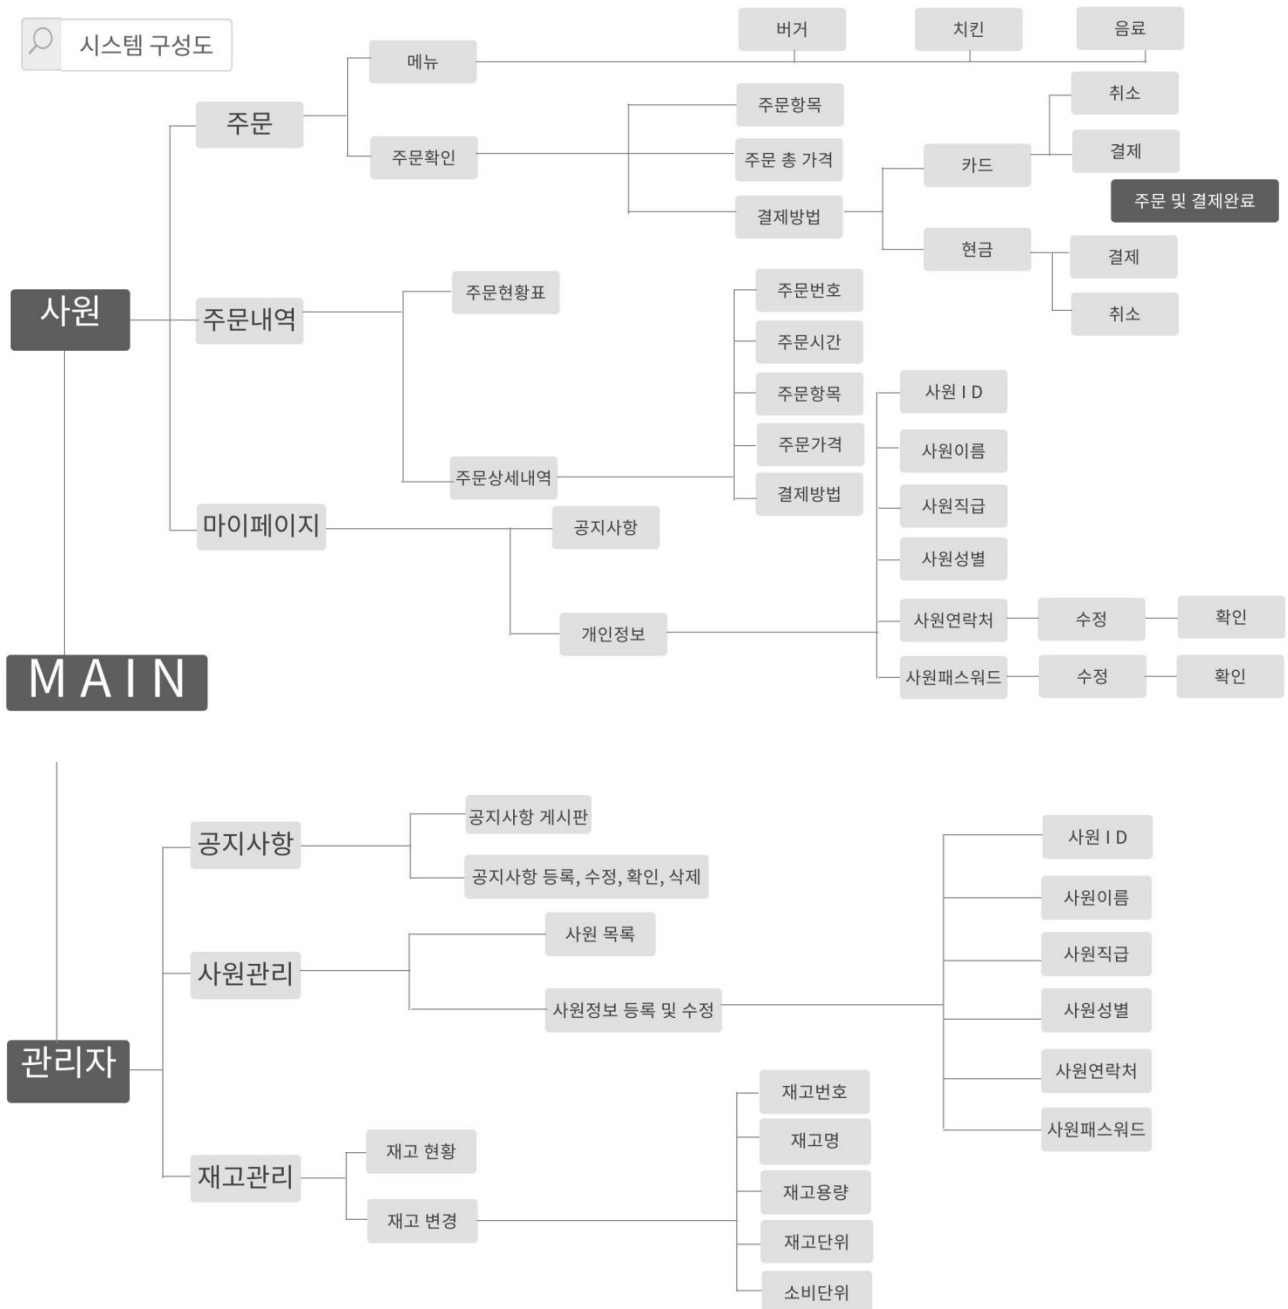 시스템 구성도
버거
치킨
음료
메뉴
취소
주문항목
주문
주문확인
주문 총 가격
카드
결제
주문 및 결제완료
결제방법
현금
결제
취소
사원
주문내역
주문현황표
주문번호
주문시간
주문항목
주문가격
주문상세내역
결제방법
사원 I D
사원이름
사원직급
사원성별
마이페이지
공지사항
개인정보
사원연락처
수정
확인
사원패스워드
수정
확인
M A I N
공지사항
공지사항 게시판
공지사항 등록, 수정, 확인, 삭제
사원관리
사원 목록
사원정보 등록 및 수정
사원 I D
사원이름
사원직급
사원성별
사원연락처
사원패스워드
관리자
재고관리
재고 현황
재고 변경
재고번호
재고명
재고용량
재고단위
소비단위